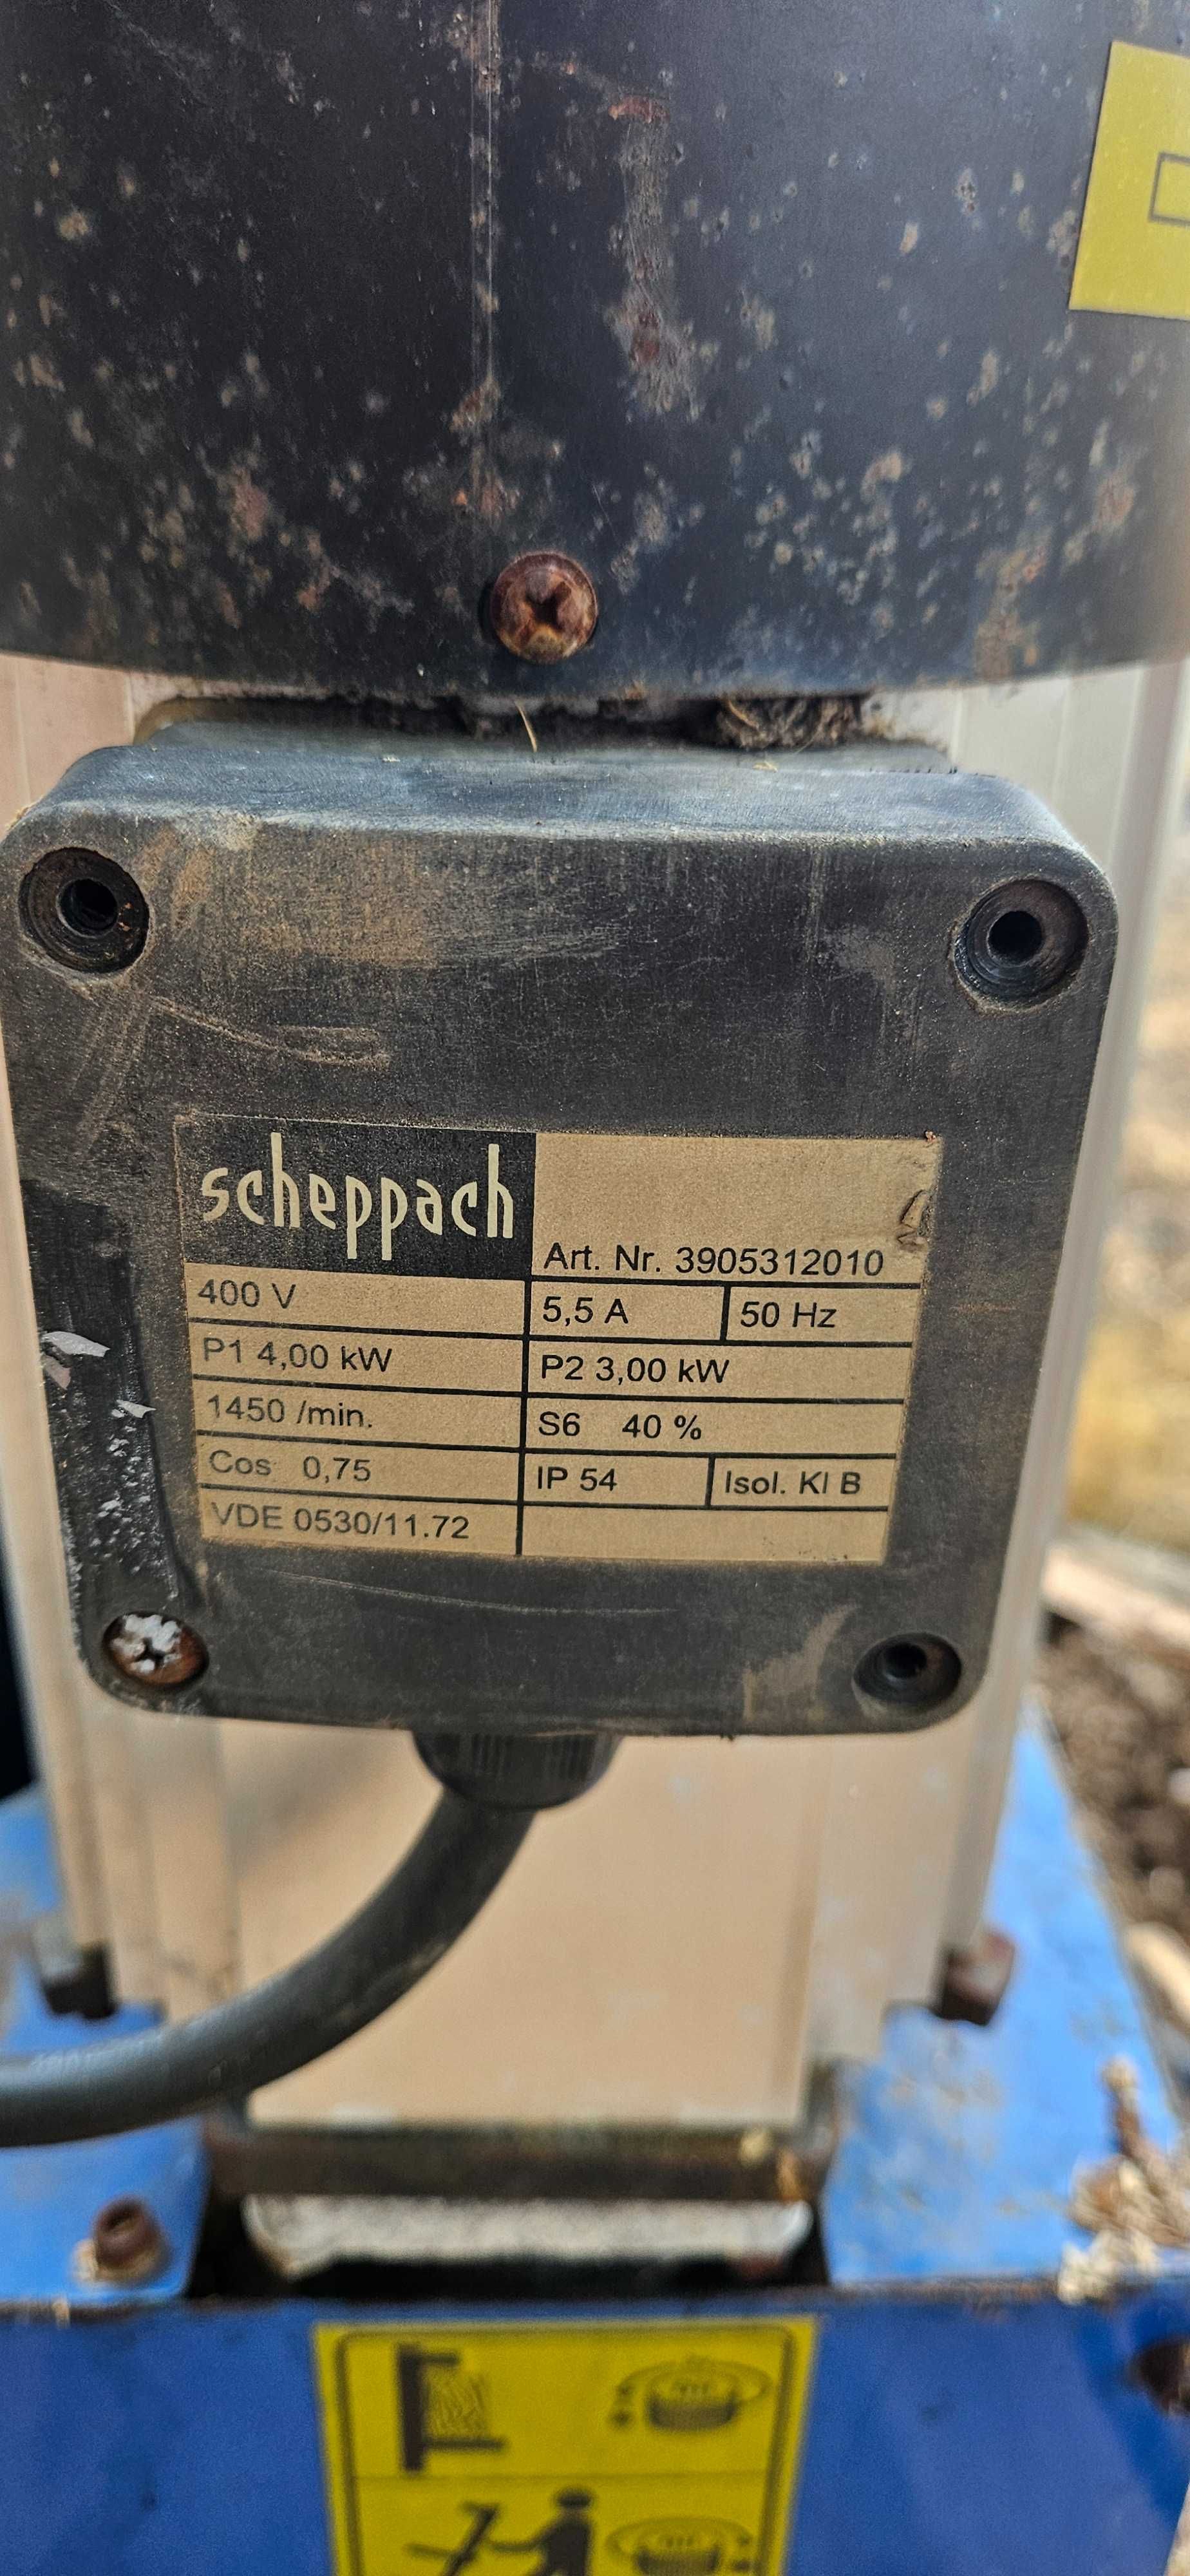 scheppach
Art. Nr. 3905312010
400 V
5,5 A
50 Hz
P1 4,00 kW
P2 3,00 kW
1450 /min.
S6 40 %
Cos 0,75
IP 54
Isol. Kl B
VDE 0530/11.72